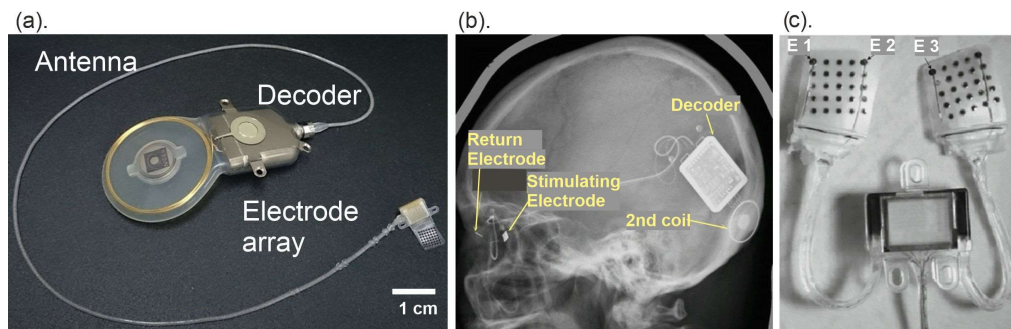 (a).
Antenna
Decoder
Electrode
array
1 cm
(b).
Decoder
Return
Electrode
Stimulating
Electrode
2nd coil
(c).
E 1
E 2
E 3